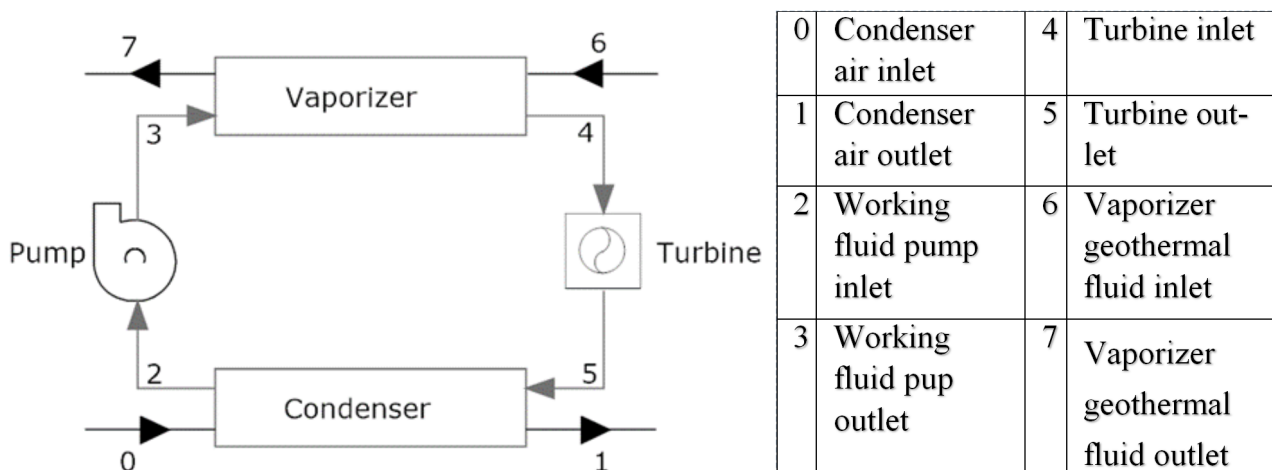 7
6
Vaporizer
3
4
Pump
Turbine
2
5
Condenser
0
1
0 Condenser 4 Turbine inlet
air inlet
1 Condenser 5 Turbine out-
air outlet let
2 Working 6 Vaporizer
fluid pump geothermal
inlet fluid inlet
3 Working 7 Vaporizer
fluid pup geothermal
outlet fluid outlet